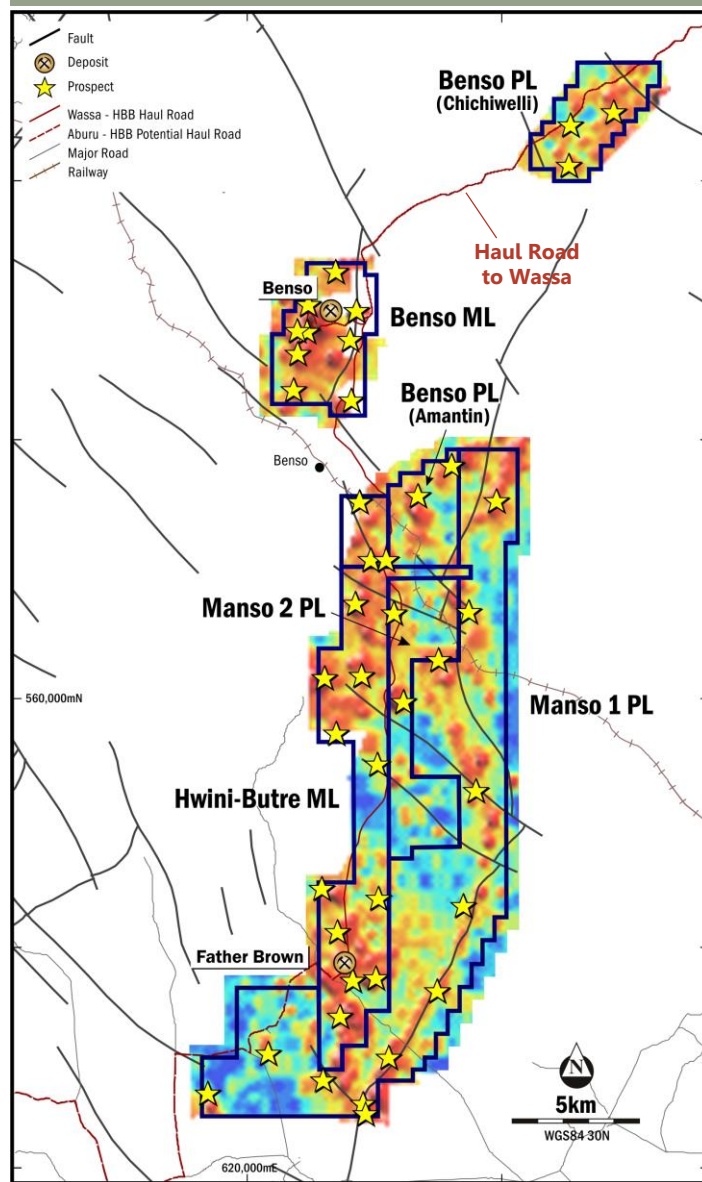 Fault
Deposit
Prospect
Wassa - HBB Haul Road
Aburu - HBB Potential Haul Road
Major Road
Railway
Benso PL
(Chichiwelli)
Haul Road
to Wassa
Benso
Benso ML
Benso PL
(Amantin)
Benso
Manso 2 PL
560,000mN
Manso 1 PL
Hwini-Butre ML
Father Brown
N
5km
WGS84 30N
620,000mE